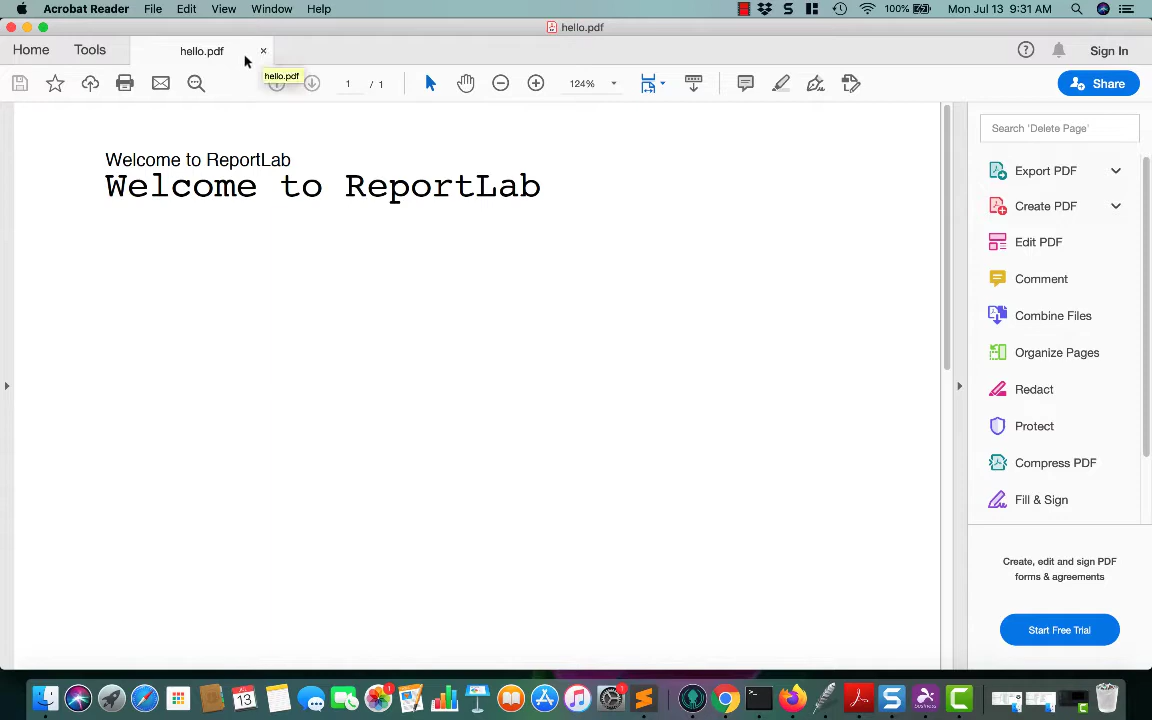 Acrobat Reader File Edit View Window Help 100% Mon Jul 13 9:31 AM
hello.pdf
Home Tools hello.pdf Sign In
hello.pdf
1 / 1 124% Share
Welcome to ReportLab
Welcome to ReportLab
Search 'Delete Page'
Export PDF
Create PDF
Edit PDF
Comment
Combine Files
Organize Pages
Redact
Protect
Compress PDF
Fill & Sign
Create, edit and sign PDF
forms & agreements
Start Free Trial